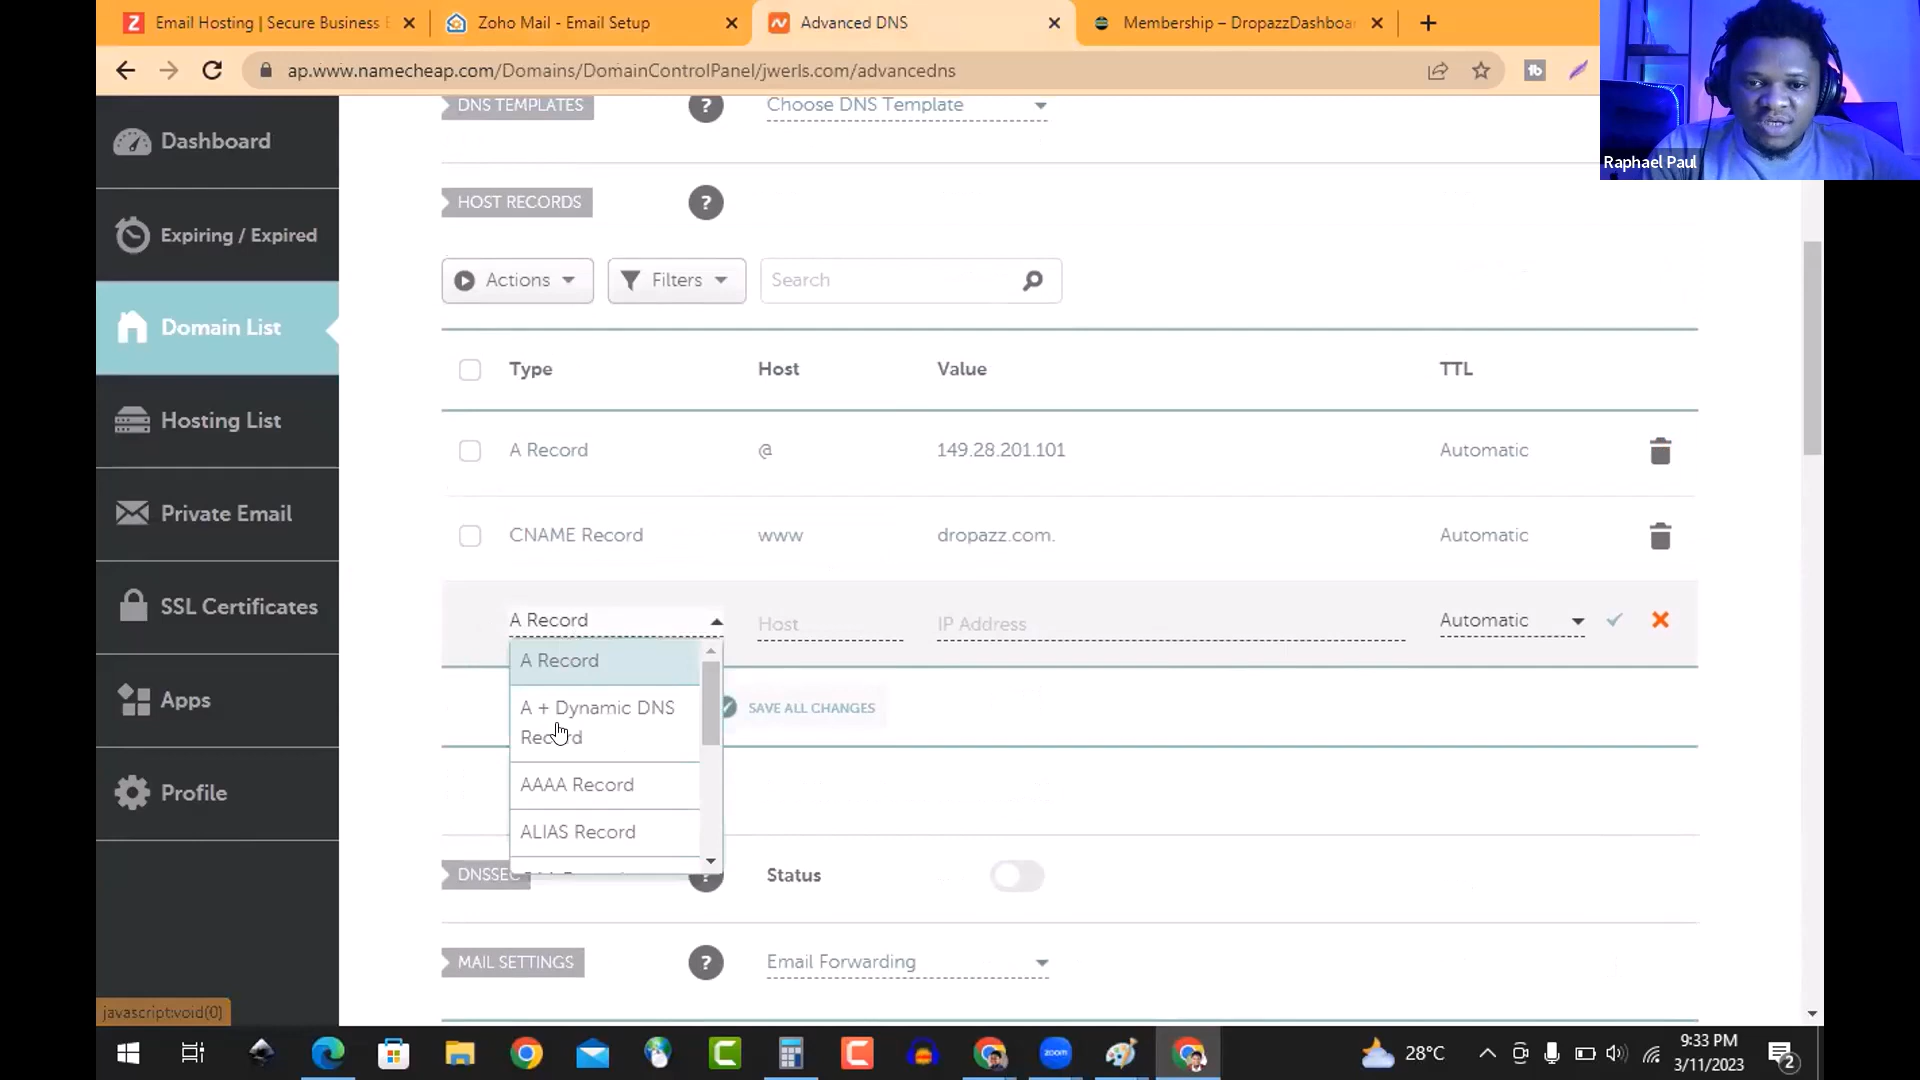 Email Hosting | Secure Business
Zoho Mail - Email Setup
Advanced DNS
Membership – DropazzDashboa
ap.www.namecheap.com/Domains/DomainControlPanel/jwerls.com/advancedns
Raphael Paul
Dashboard
Expiring / Expired
Domain List
Hosting List
Private Email
SSL Certificates
Apps
Profile
DNS TEMPLATES
?
Choose DNS Template
HOST RECORDS
?
Actions
Filters
Search
Type
Host
Value
TTL
A Record
@
149.28.201.101
Automatic
CNAME Record
www
dropazz.com.
Automatic
A Record
Host
IP Address
Automatic
A Record
A + Dynamic DNS
Record
AAAA Record
ALIAS Record
SAVE ALL CHANGES
DNSSEC
?
Status
MAIL SETTINGS
?
Email Forwarding
javascript:void(0)
zoom
28°C
9:33 PM
3/11/2023
2